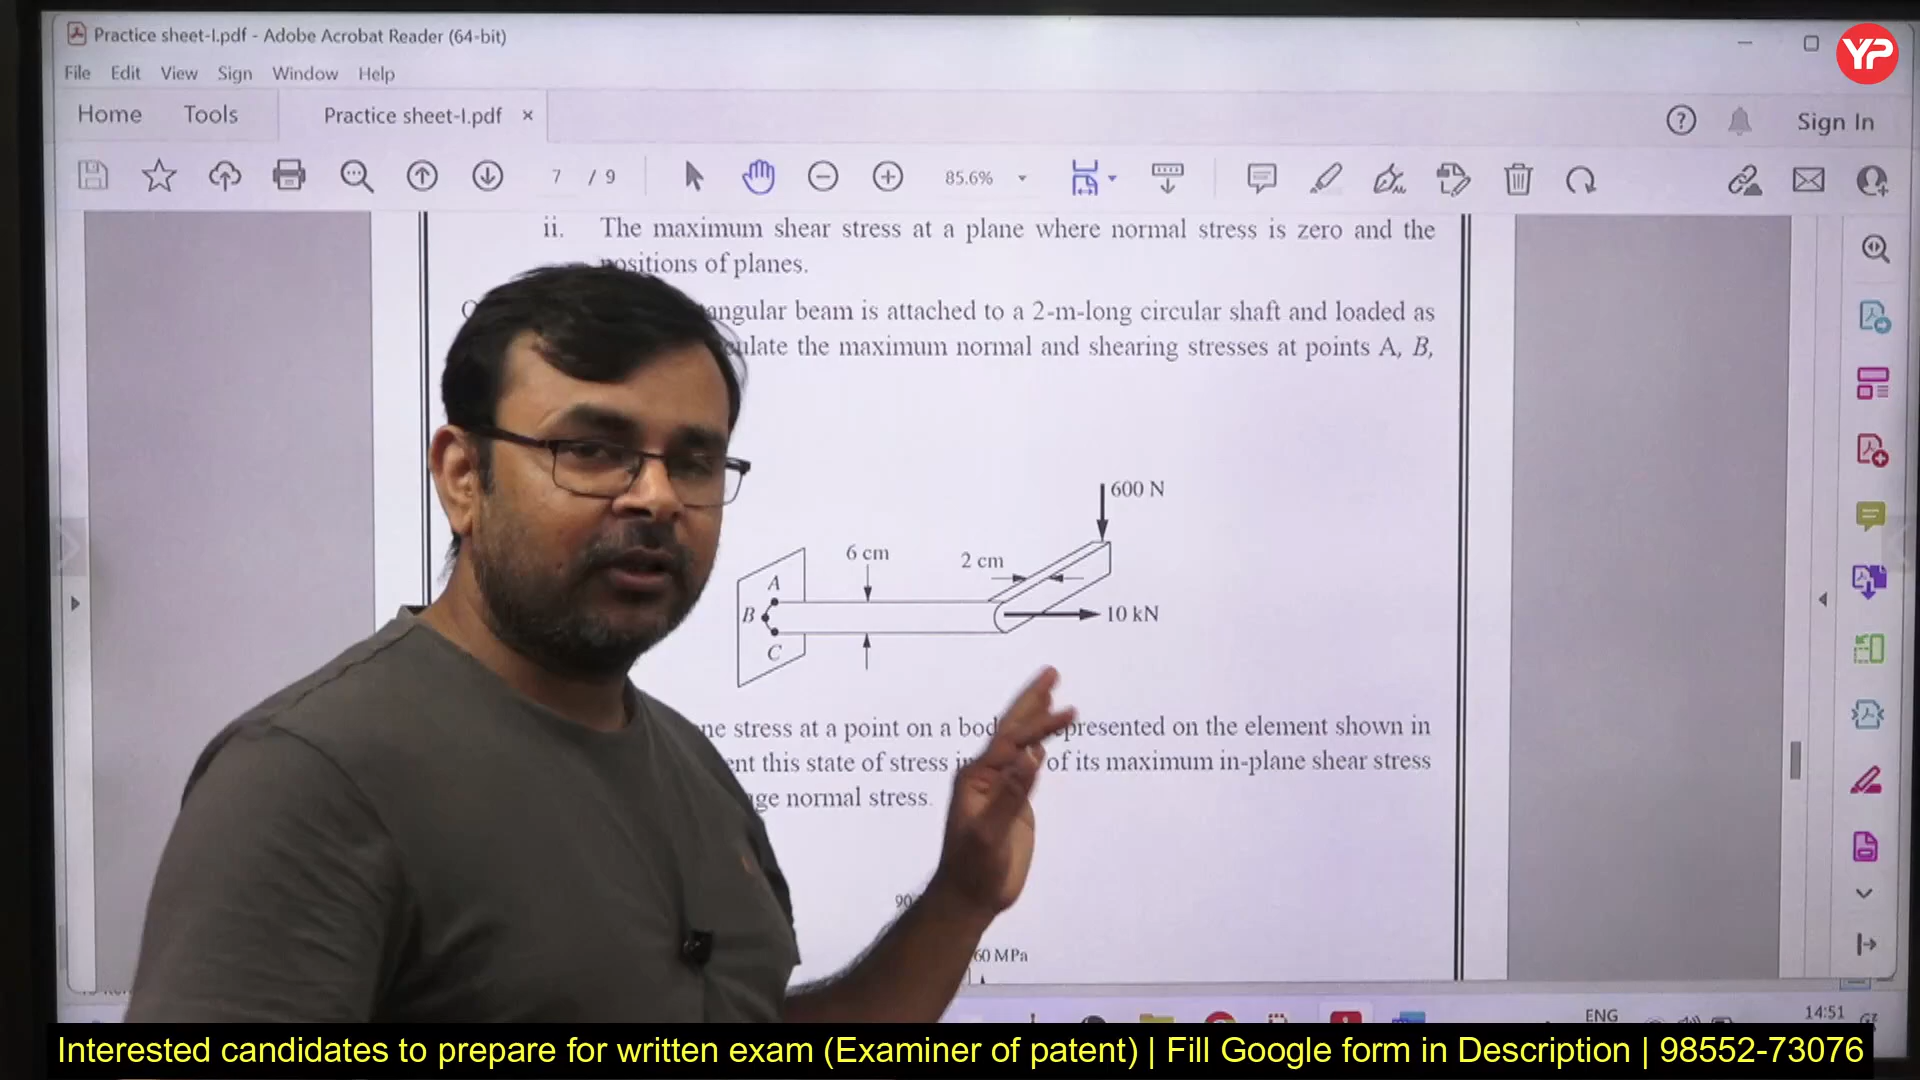 Practice sheet-I.pdf - Adobe Acrobat Reader (64-bit)
YP
File Edit View Sign Window Help
Home Tools Practice sheet-I.pdf × ? Sign In
7 / 9 85.6%
ii. The maximum shear stress at a plane where normal stress is zero and the
positions of planes.
angular beam is attached to a 2-m-long circular shaft and loaded as
ulate the maximum normal and shearing stresses at points A, B,
600 N
6 cm
2 cm
A
B
10 kN
C
ne stress at a point on a bod presented on the element shown in
ent this state of stress in of its maximum in-plane shear stress
ge normal stress.
90
60 MPa
ENG
14:51
Interested candidates to prepare for written exam (Examiner of patent) | Fill Google form in Description | 98552-73076